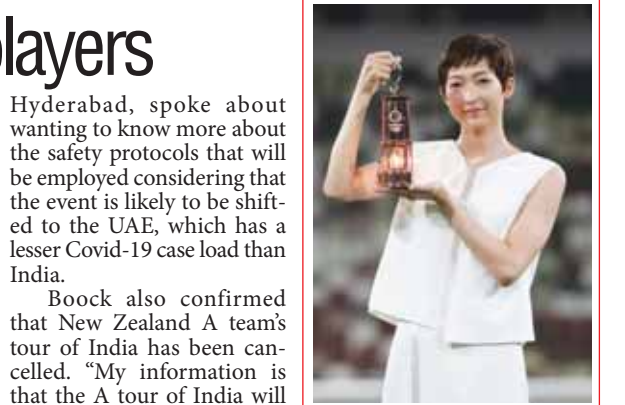 layers
Hyderabad, spoke about
wanting to know more about
the safety protocols that will
be employed considering that
the event is likely to be shift-
ed to the UAE, which has a
lesser Covid-19 case load than
India.
Boock also confirmed
that New Zealand A team's
tour of India has been can-
celled. “My information is
that the A tour of India will